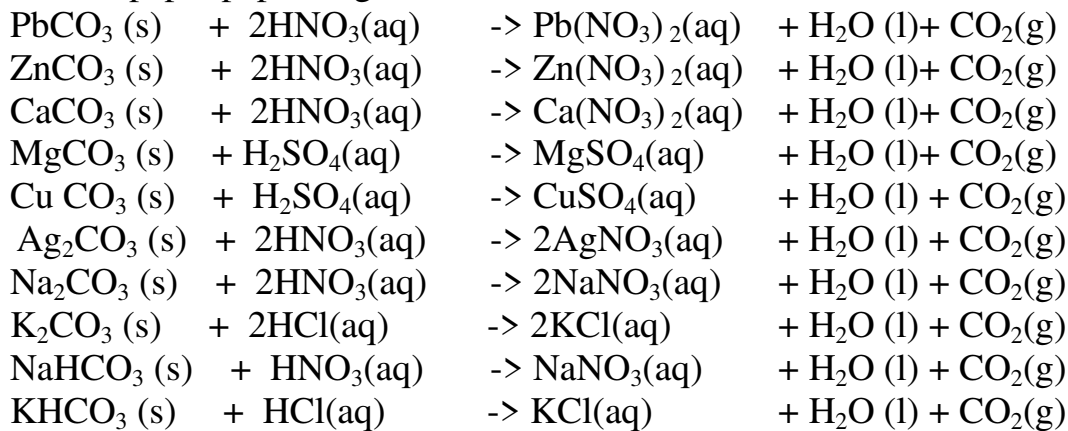 PbCO₃ (s) + 2HNO₃(aq) -> Pb(NO₃) ₂(aq) + H₂O (l)+ CO₂(g)
ZnCO₃ (s) + 2HNO₃(aq) -> Zn(NO₃) ₂(aq) + H₂O (l)+ CO₂(g)
CaCO₃ (s) + 2HNO₃(aq) -> Ca(NO₃) ₂(aq) + H₂O (l)+ CO₂(g)
MgCO₃ (s) + H₂SO₄(aq) -> MgSO₄(aq) + H₂O (l)+ CO₂(g)
Cu CO₃ (s) + H₂SO₄(aq) -> CuSO₄(aq) + H₂O (l) + CO₂(g)
Ag₂CO₃ (s) + 2HNO₃(aq) -> 2AgNO₃(aq) + H₂O (l) + CO₂(g)
Na₂CO₃ (s) + 2HNO₃(aq) -> 2NaNO₃(aq) + H₂O (l) + CO₂(g)
K₂CO₃ (s) + 2HCl(aq) -> 2KCl(aq) + H₂O (l) + CO₂(g)
NaHCO₃ (s) + HNO₃(aq) -> NaNO₃(aq) + H₂O (l) + CO₂(g)
KHCO₃ (s) + HCl(aq) -> KCl(aq) + H₂O (l) + CO₂(g)